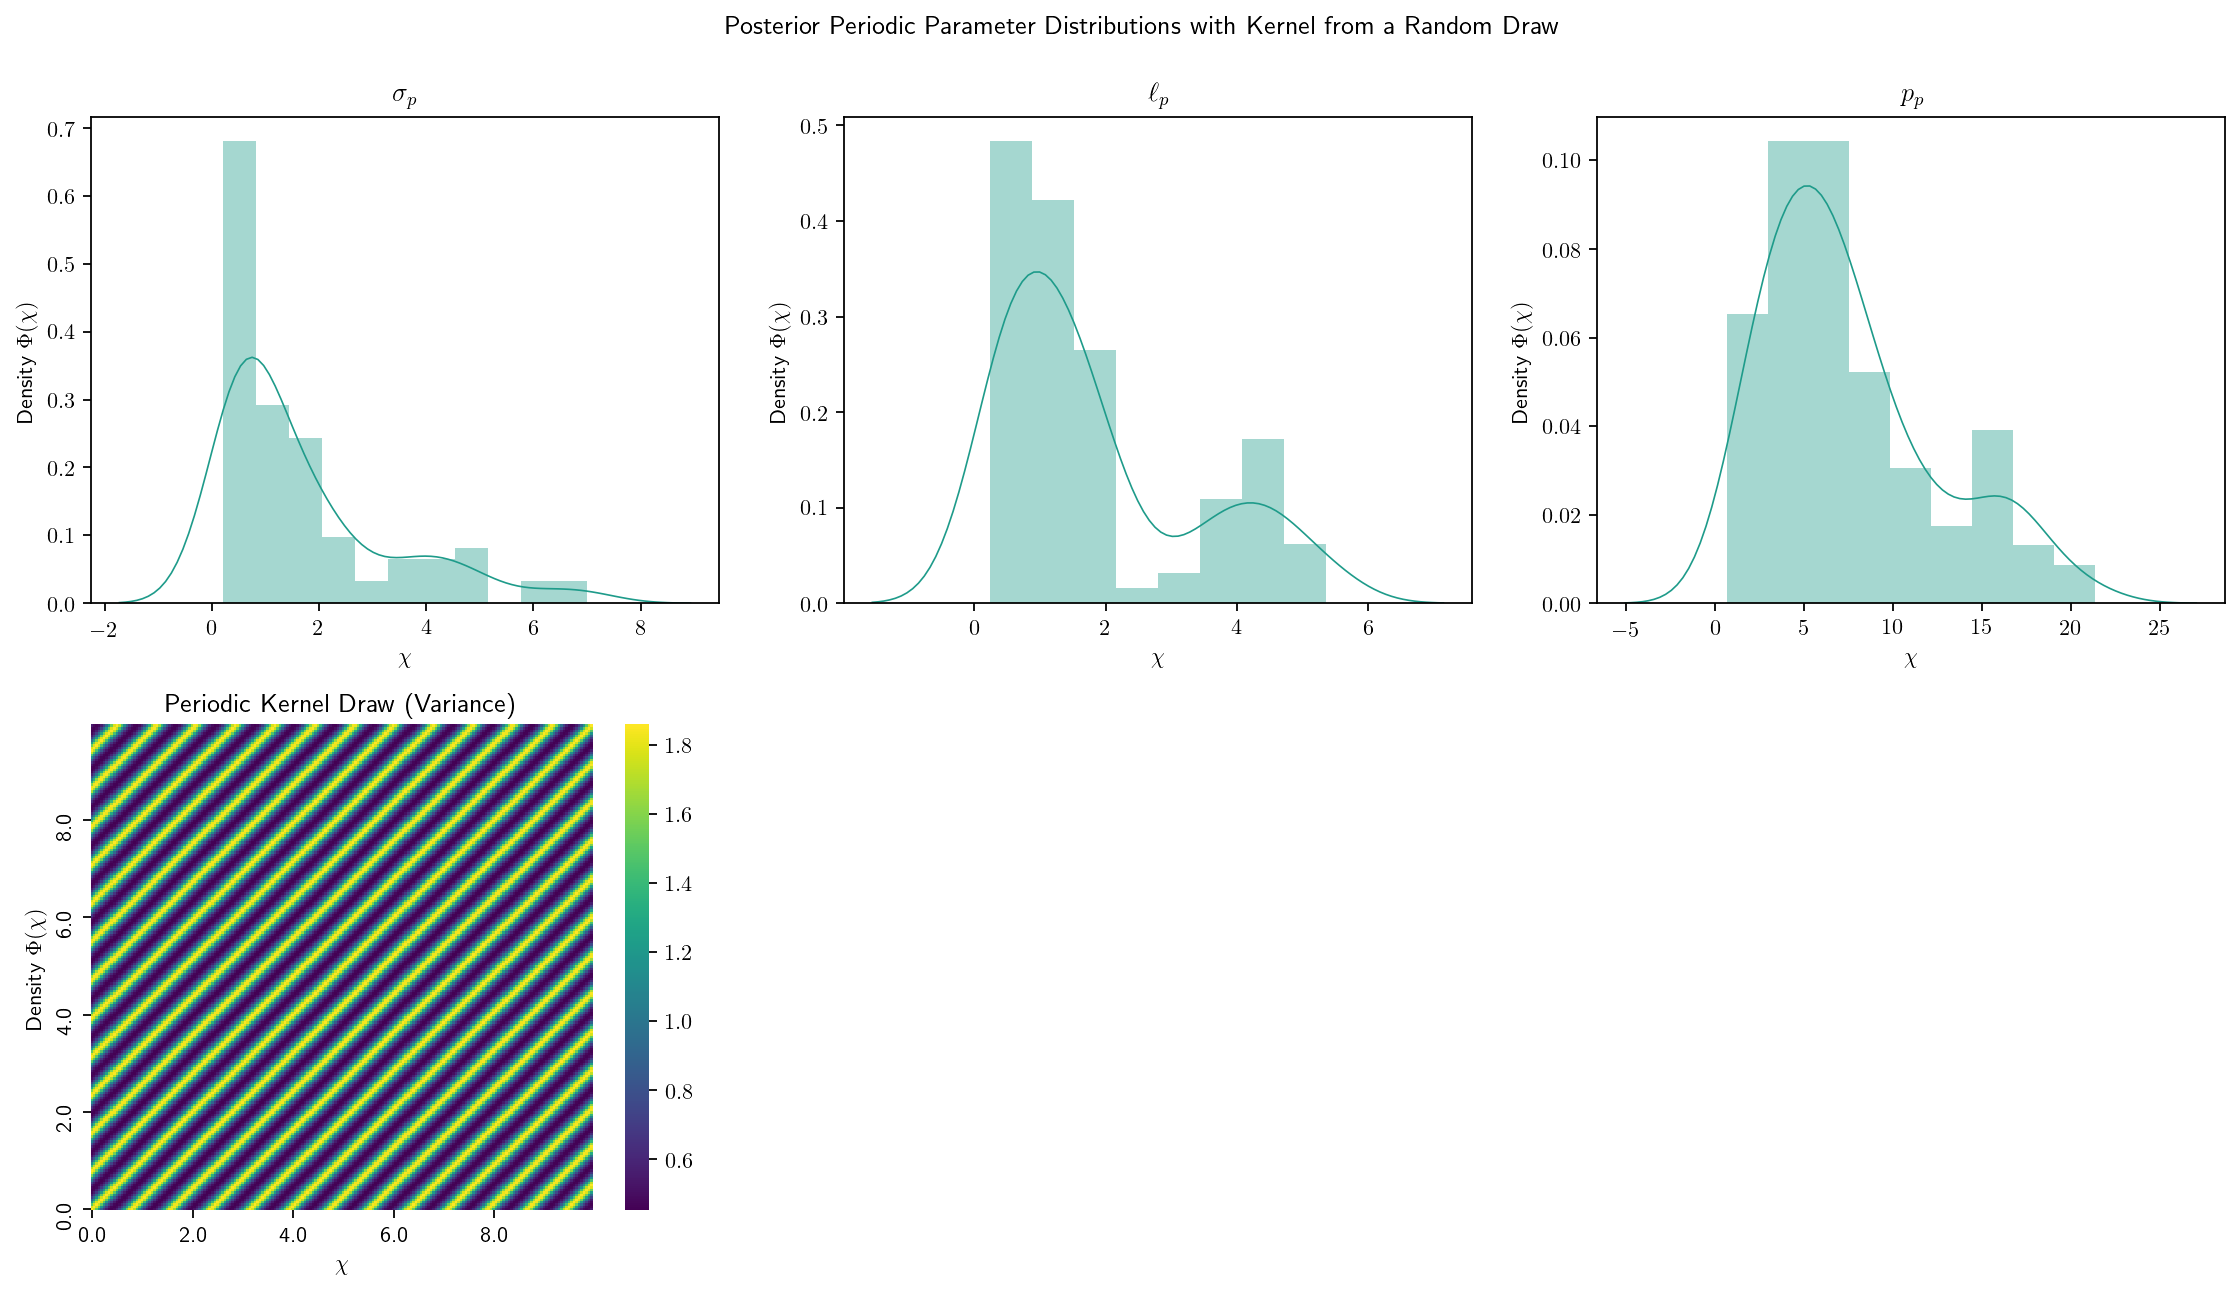 Posterior Periodic Parameter Distributions with Kernel from a Random Draw
σ_p
Density Φ(χ)
0.7
0.6
0.5
0.4
0.3
0.2
0.1
0.0
−2 0 2 4 6 8
χ
ℓ_p
Density Φ(χ)
0.5
0.4
0.3
0.2
0.1
0.0
0 2 4 6
χ
p_p
Density Φ(χ)
0.10
0.08
0.06
0.04
0.02
0.00
−5 0 5 10 15 20 25
χ
Periodic Kernel Draw (Variance)
Density Φ(χ)
8.0
6.0
4.0
2.0
0.0
0.0 2.0 4.0 6.0 8.0
χ
1.8
1.6
1.4
1.2
1.0
0.8
0.6